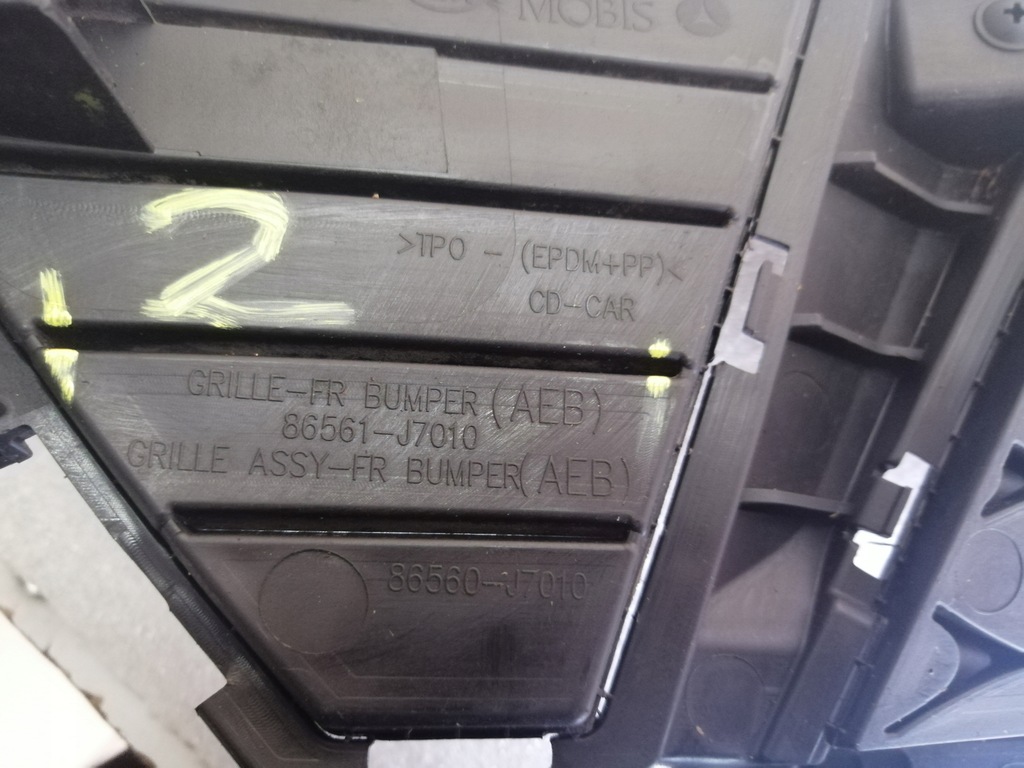 MOBIS
2
>TPO - (EPDM+PP)<
CD-CAR
GRILLE-FR BUMPER (AEB)
86561-J7010
GRILLE ASSY-FR BUMPER (AEB)
86560-J7010